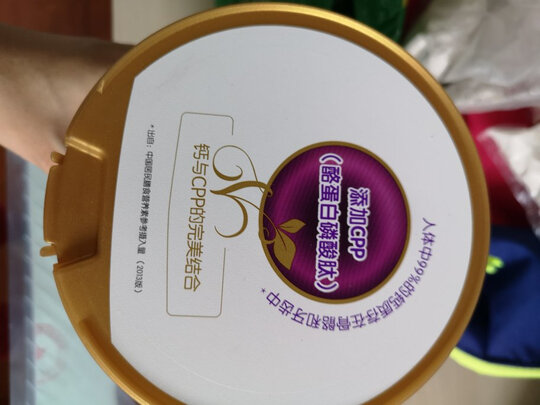 人体中99%的钙质存在骨骼和牙齿中*
添加CPP
（酪蛋白磷酸肽）
钙与CPP的完美结合
*出自：中国居民膳食营养素参考摄入量（2013版）